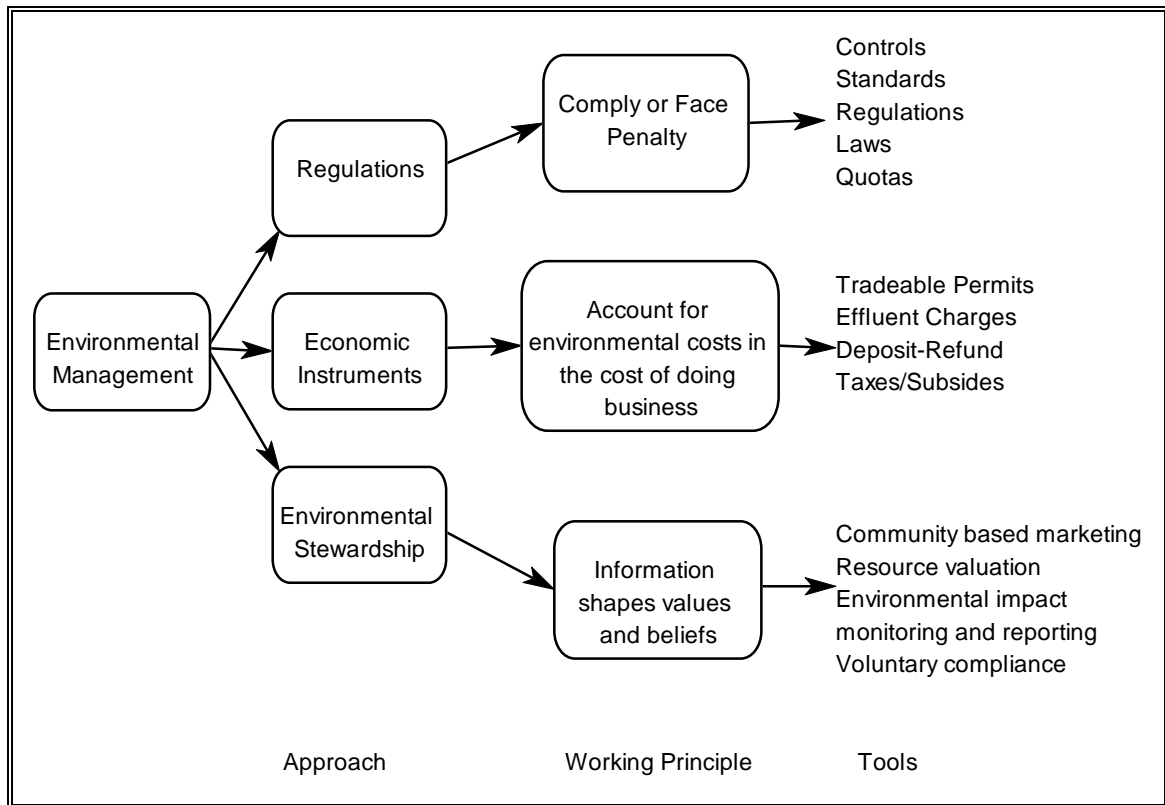 Environmental
Management
Regulations
Comply or Face
Penalty
Controls
Standards
Regulations
Laws
Quotas
Economic
Instruments
Account for
environmental costs in
the cost of doing
business
Tradeable Permits
Effluent Charges
Deposit-Refund
Taxes/Subsides
Environmental
Stewardship
Information
shapes values
and beliefs
Community based marketing
Resource valuation
Environmental impact
monitoring and reporting
Voluntary compliance
Approach
Working Principle
Tools